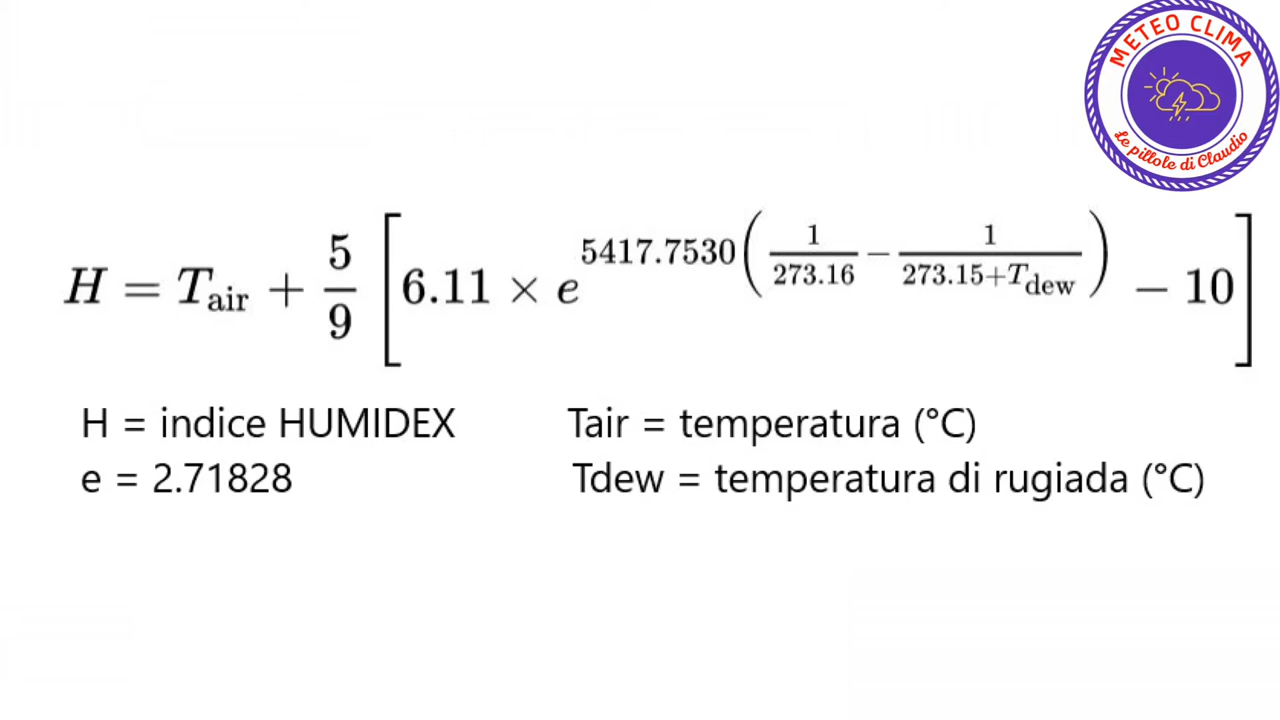 METEO CLIMA
Le pillole di Claudio
H = T_air + 5/9 [6.11 × e^(5417.7530(1/273.16 − 1/(273.15+T_dew))) − 10]
H = indice HUMIDEX Tair = temperatura (°C)
e = 2.71828 Tdew = temperatura di rugiada (°C)